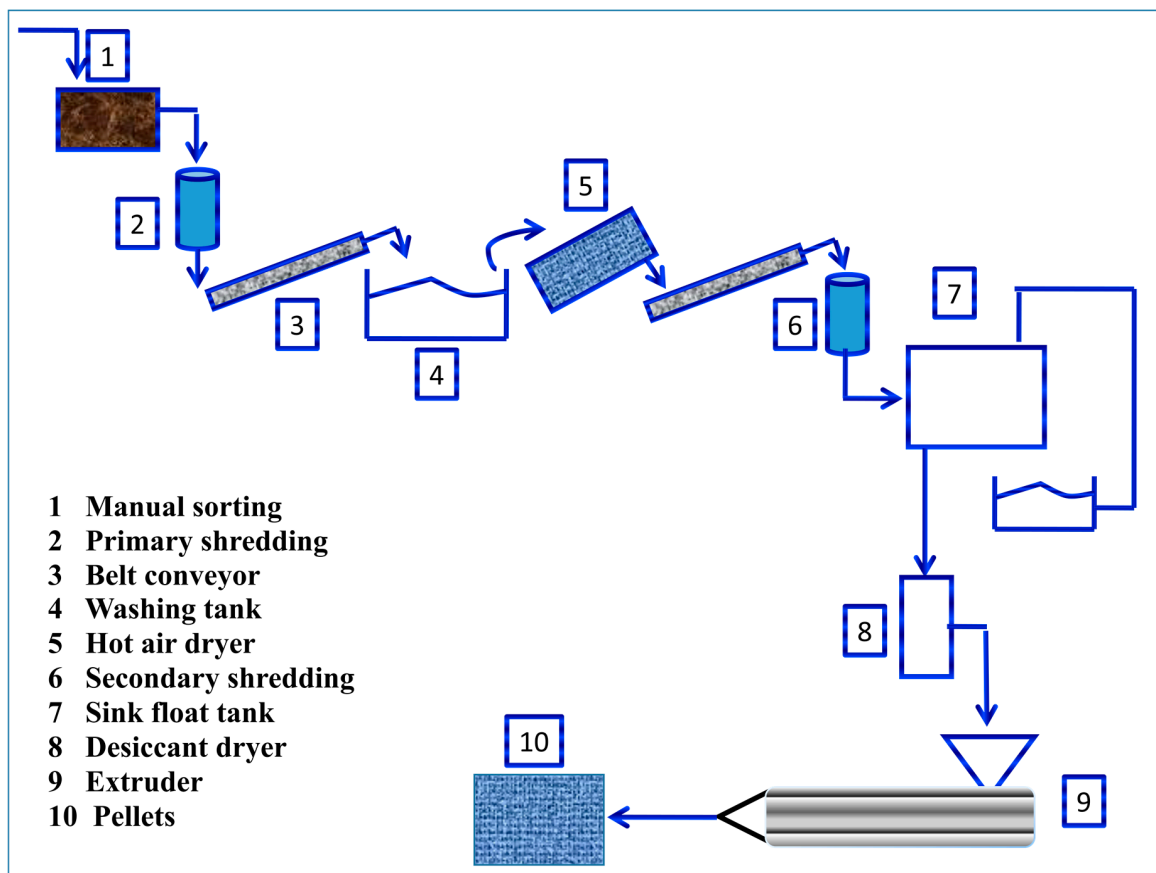 1
2
3
4
5
6
7
8
9
10
1 Manual sorting
2 Primary shredding
3 Belt conveyor
4 Washing tank
5 Hot air dryer
6 Secondary shredding
7 Sink float tank
8 Desiccant dryer
9 Extruder
10 Pellets